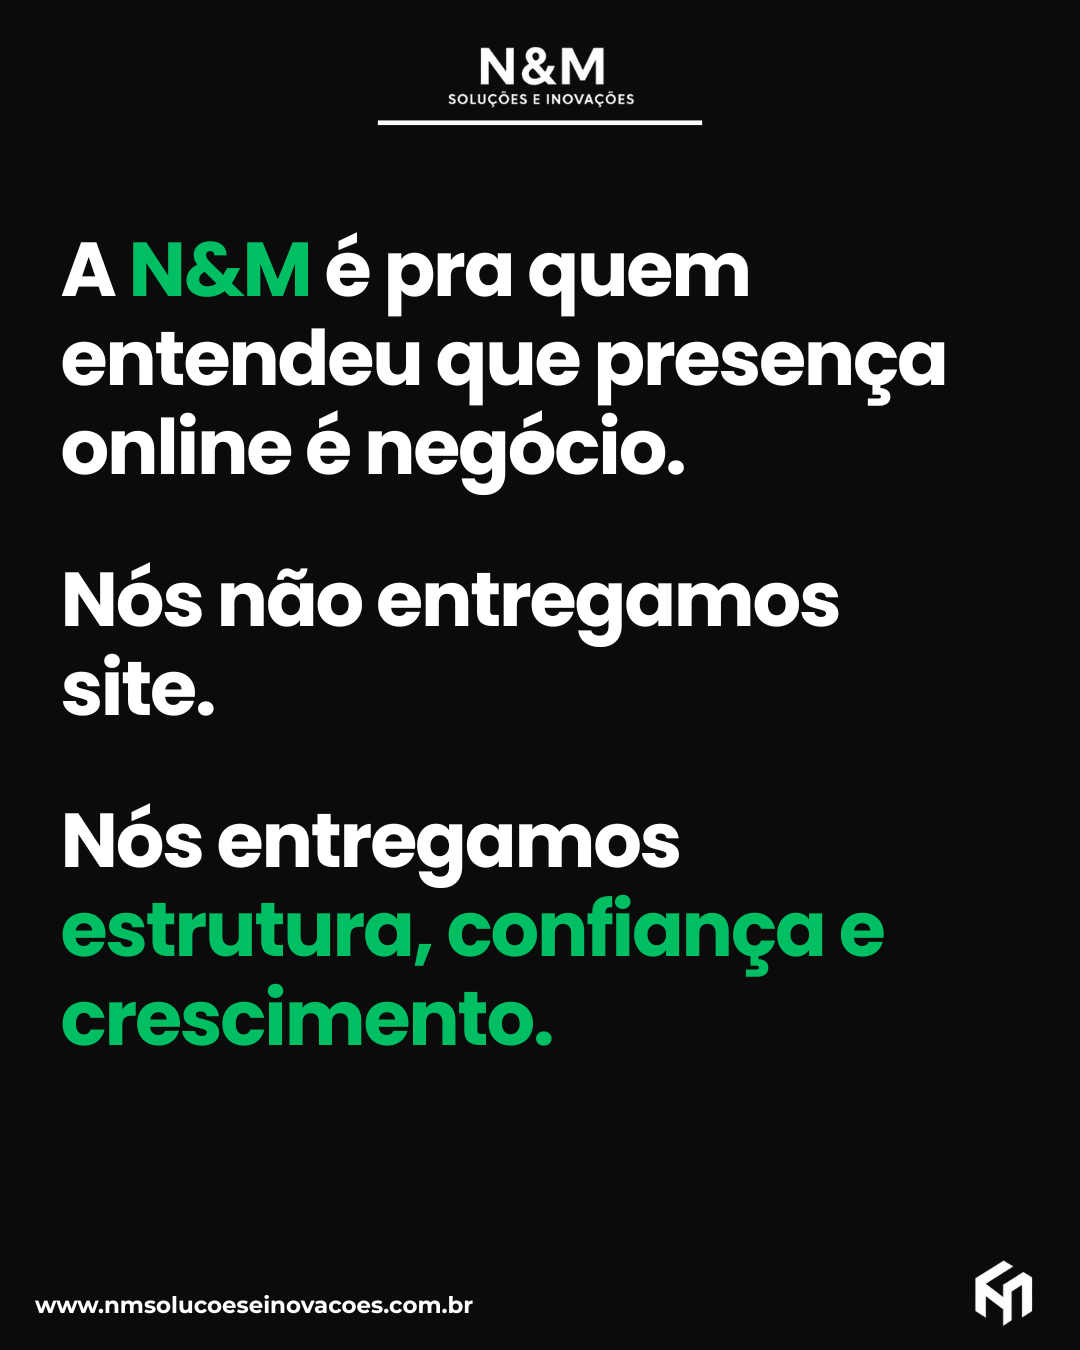 N&M
SOLUÇÕES E INOVAÇÕES
A N&M é pra quem
entendeu que presença
online é negócio.
Nós não entregamos
site.
Nós entregamos
estrutura, confiança e
crescimento.
www.nmsolucoeseinovacoes.com.br